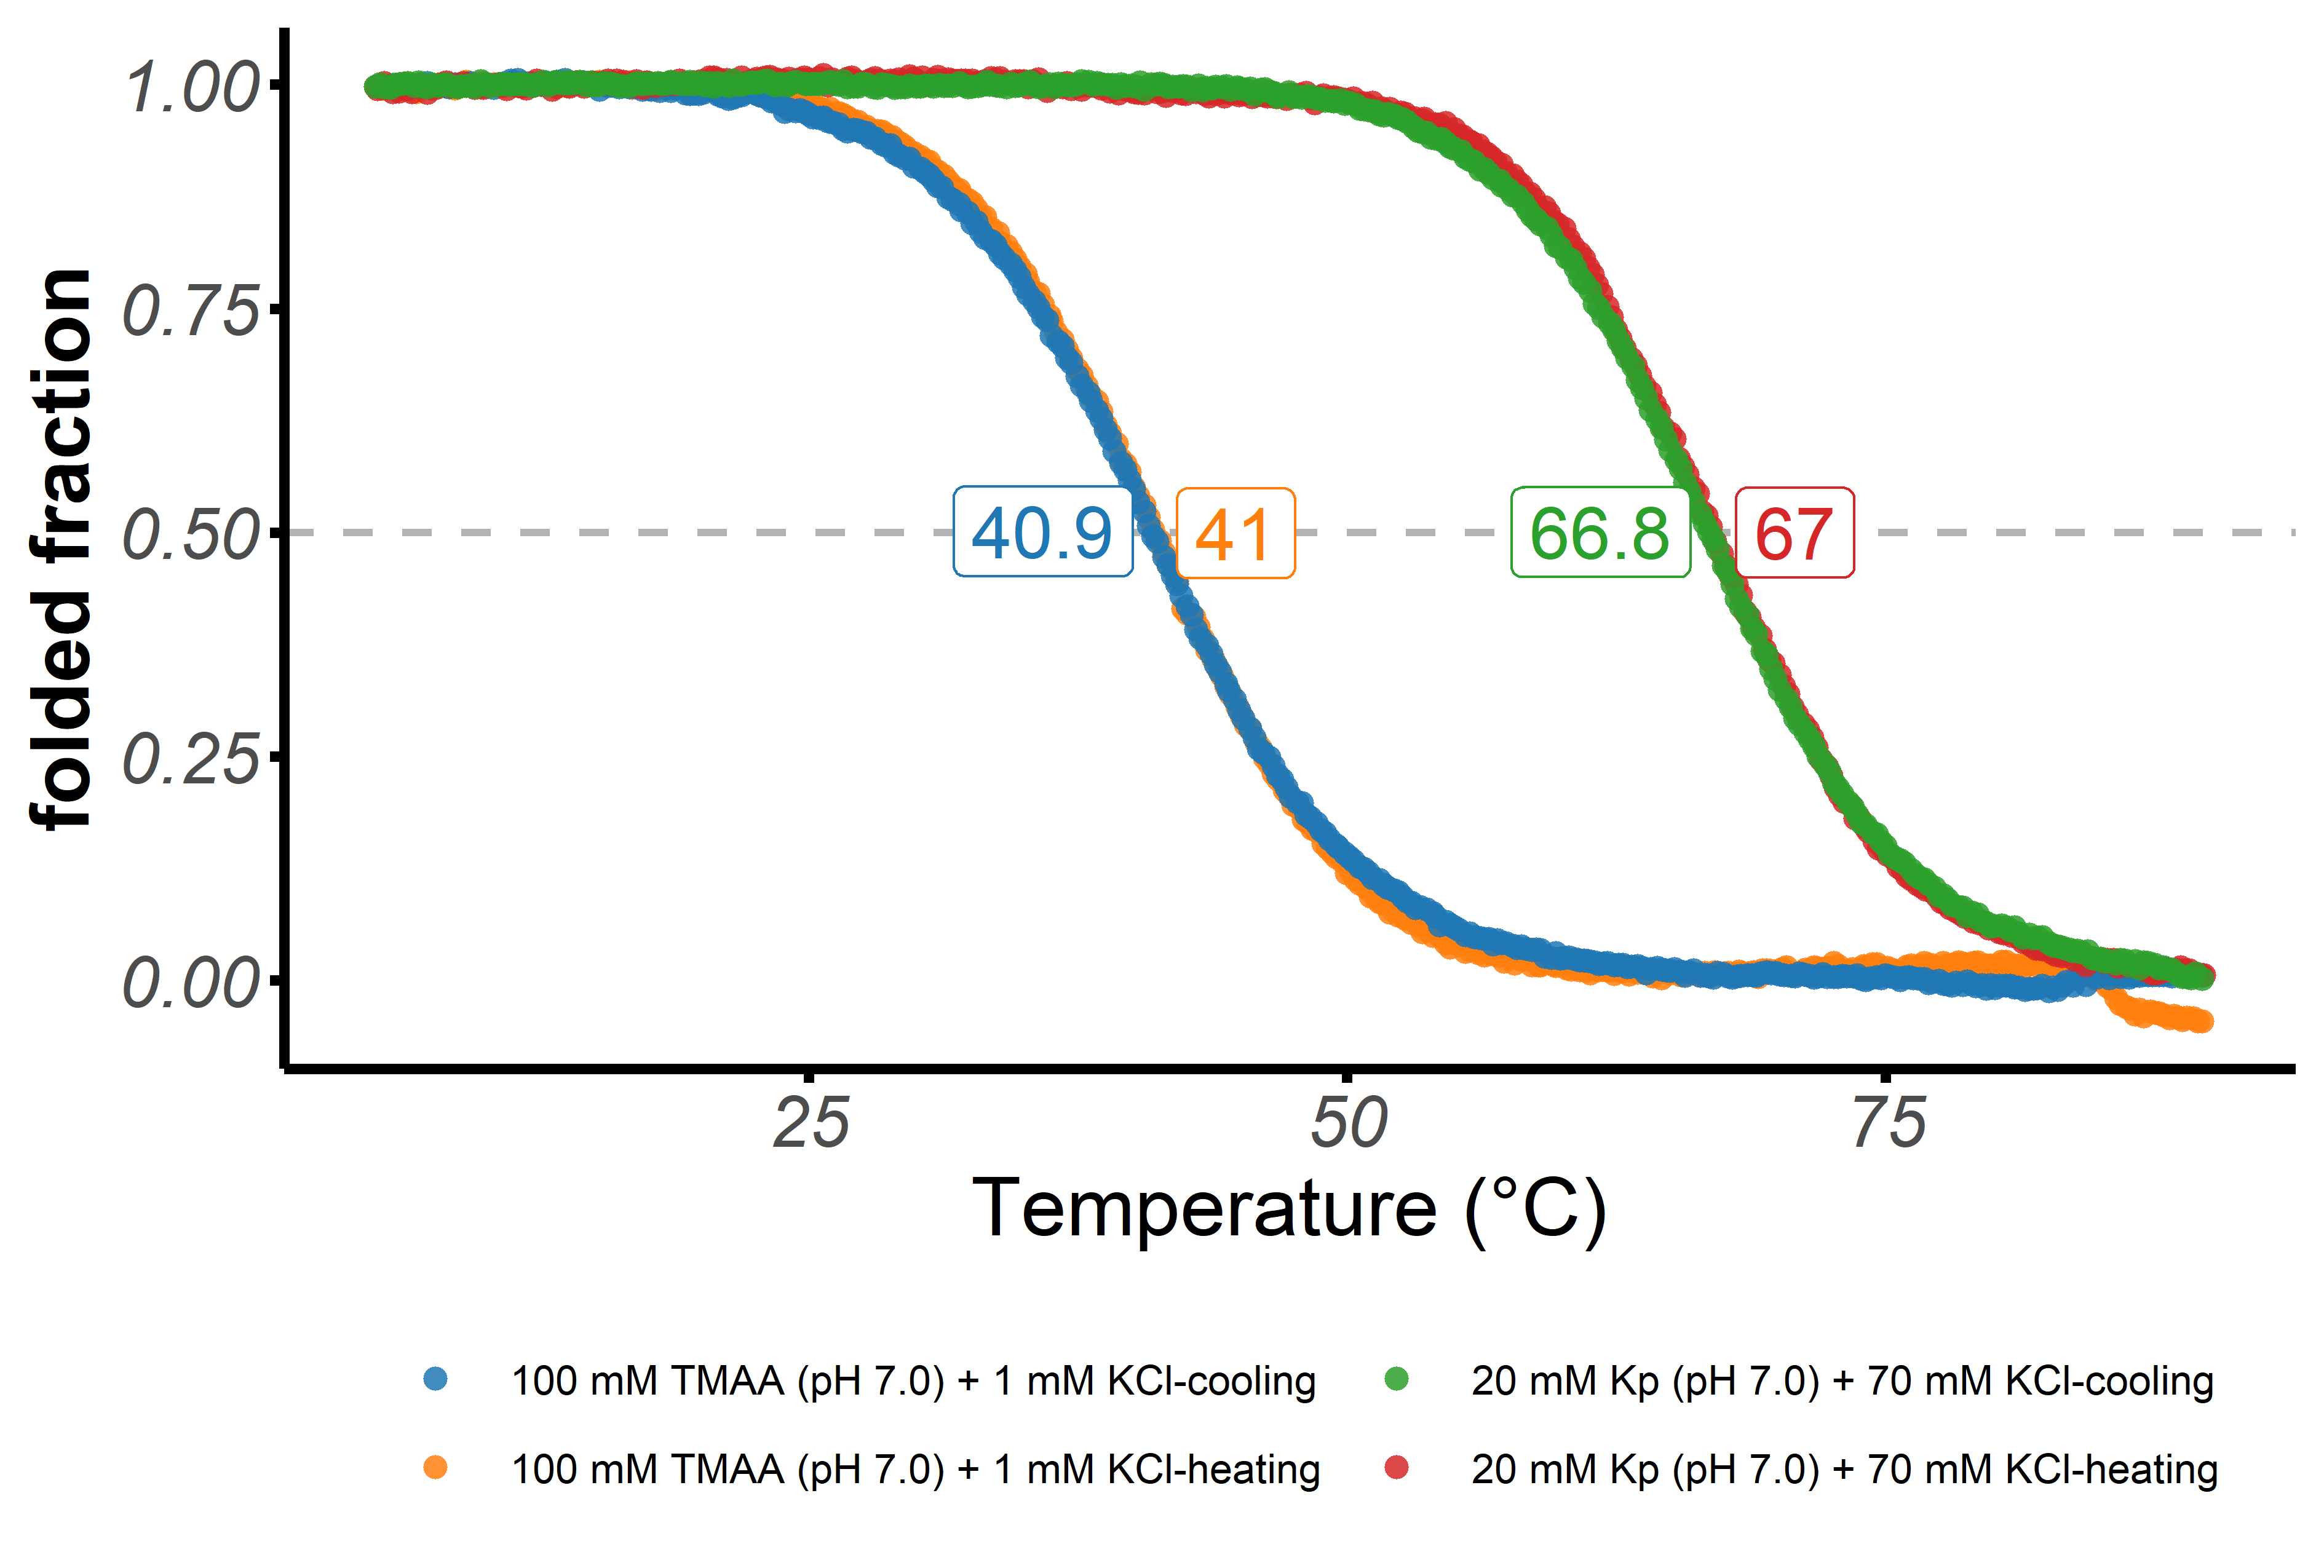 folded fraction
1.00
0.75
0.50
0.25
0.00
40.9
41
66.8
67
25
50
75
Temperature (°C)
100 mM TMAA (pH 7.0) + 1 mM KCl-cooling
20 mM Kp (pH 7.0) + 70 mM KCl-cooling
100 mM TMAA (pH 7.0) + 1 mM KCl-heating
20 mM Kp (pH 7.0) + 70 mM KCl-heating